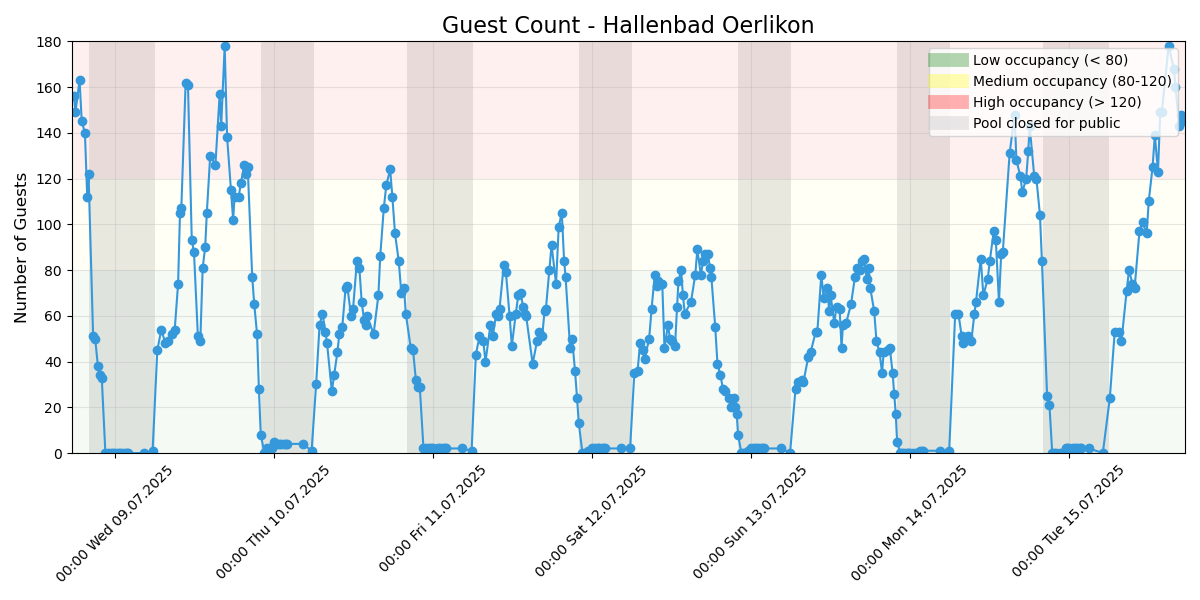 Guest Count - Hallenbad Oerlikon
Number of Guests
180
160
140
120
100
80
60
40
20
0
Low occupancy (< 80)
Medium occupancy (80-120)
High occupancy (> 120)
Pool closed for public
00:00 Wed 09.07.2025
00:00 Thu 10.07.2025
00:00 Fri 11.07.2025
00:00 Sat 12.07.2025
00:00 Sun 13.07.2025
00:00 Mon 14.07.2025
00:00 Tue 15.07.2025